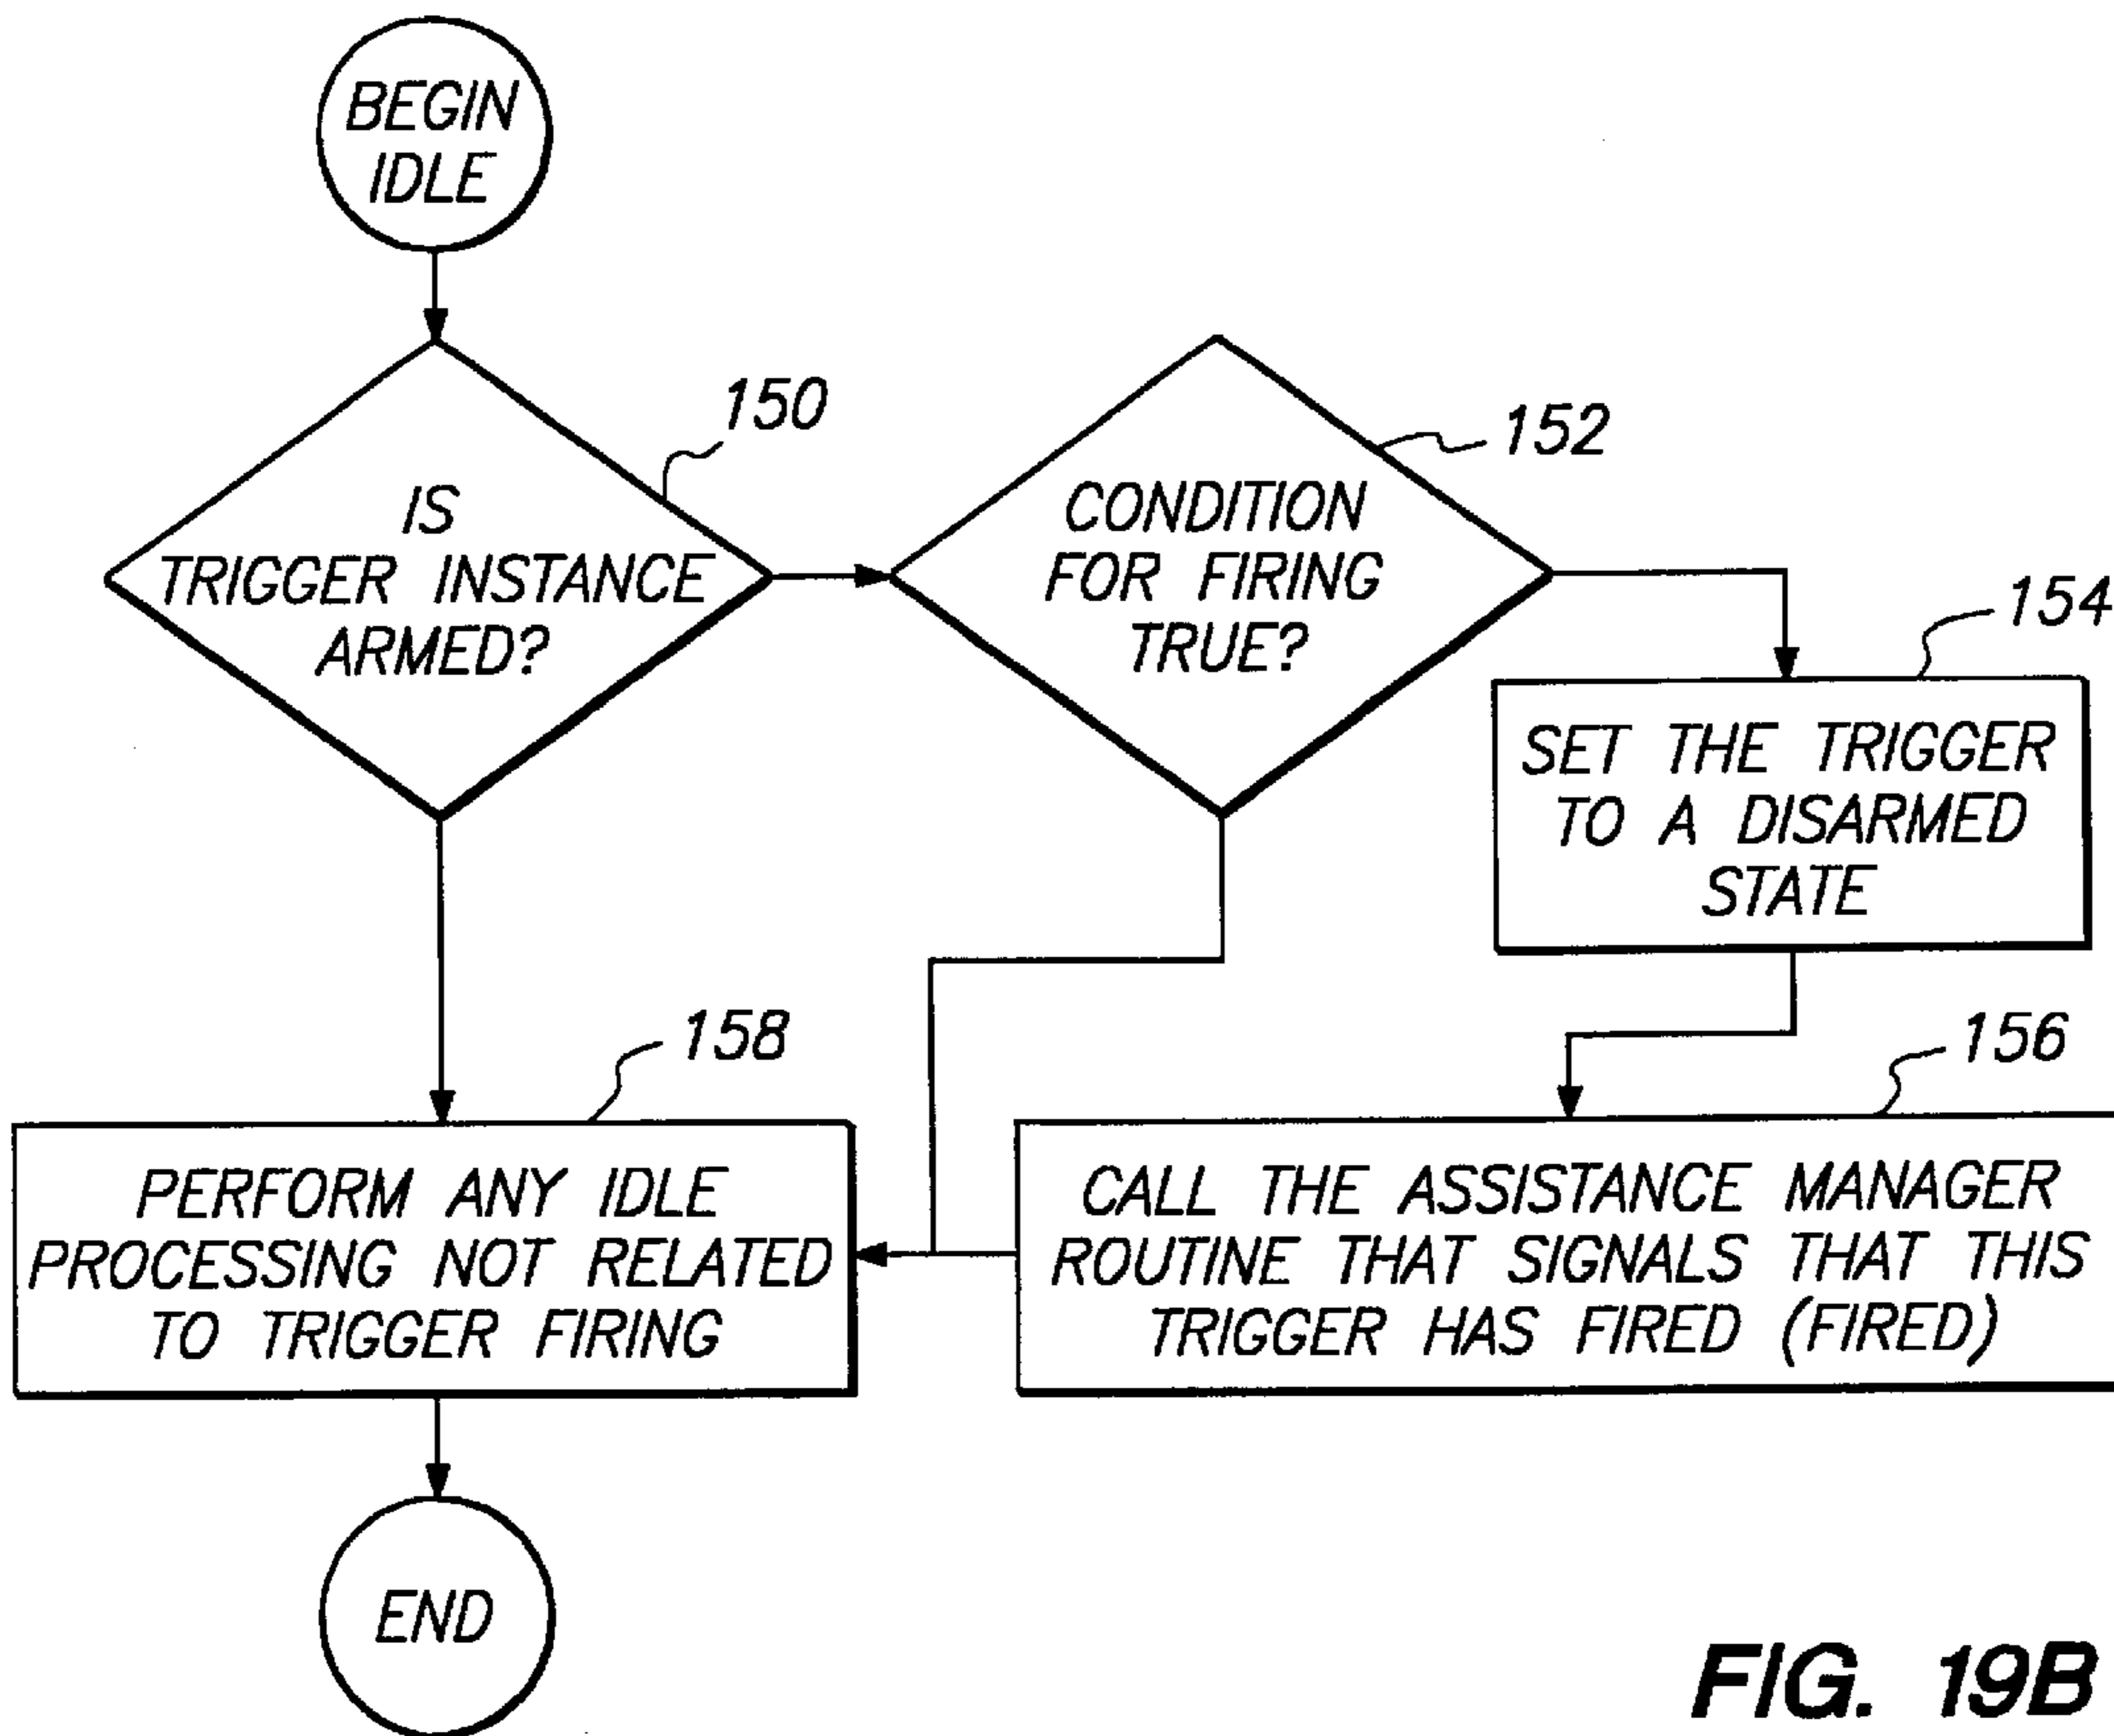 BEGIN
IDLE
150
IS
TRIGGER INSTANCE
ARMED?
152
CONDITION
FOR FIRING
TRUE?
154
SET THE TRIGGER
TO A DISARMED
STATE
158
PERFORM ANY IDLE
PROCESSING NOT RELATED
TO TRIGGER FIRING
156
CALL THE ASSISTANCE MANAGER
ROUTINE THAT SIGNALS THAT THIS
TRIGGER HAS FIRED (FIRED)
END
FIG. 19B